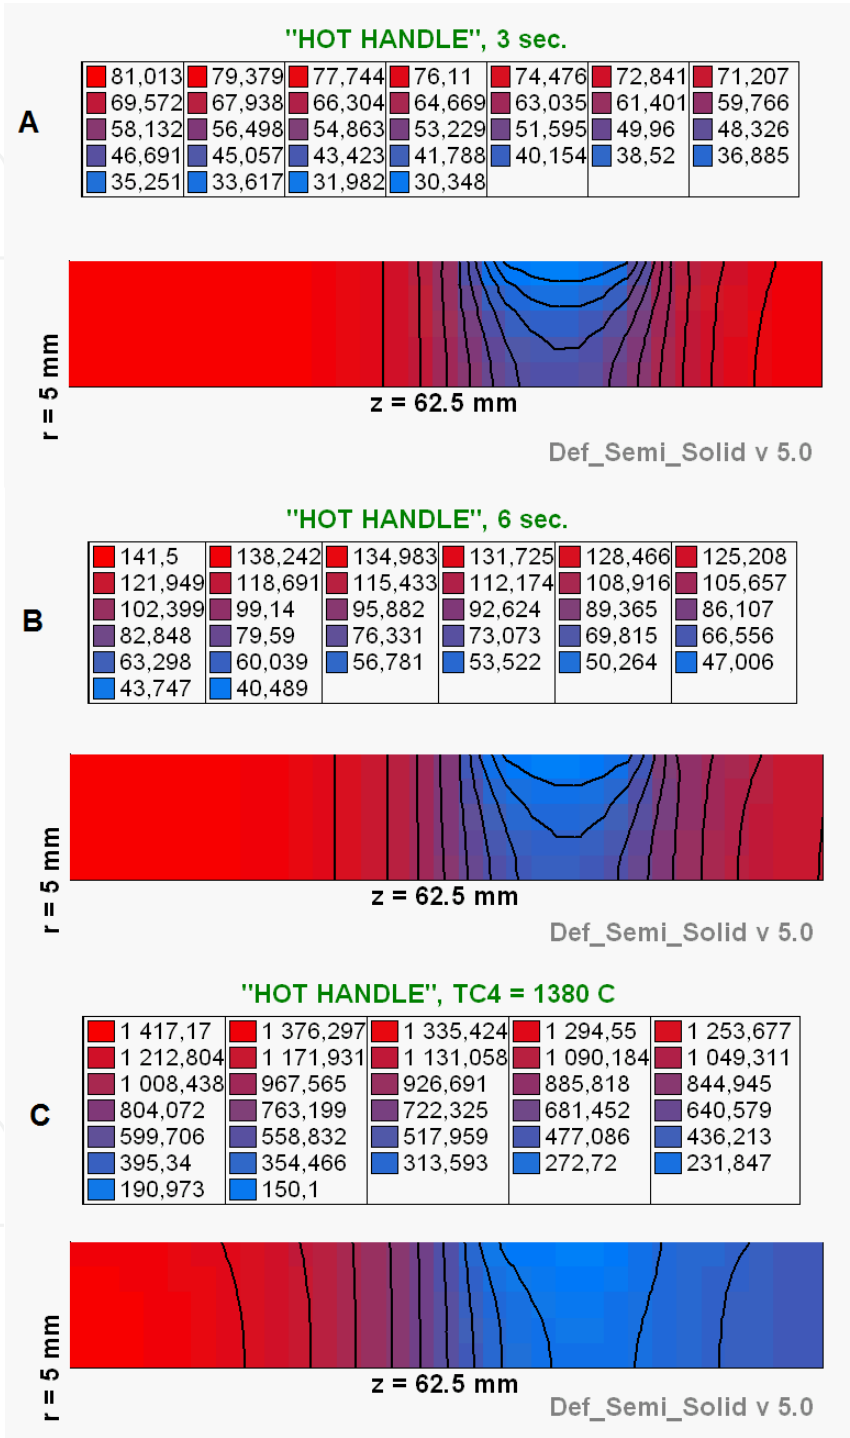 "HOT HANDLE", 3 sec.
A
81,013 79,379 77,744 76,11 74,476 72,841 71,207
69,572 67,938 66,304 64,669 63,035 61,401 59,766
58,132 56,498 54,863 53,229 51,595 49,96 48,326
46,691 45,057 43,423 41,788 40,154 38,52 36,885
35,251 33,617 31,982 30,348
r = 5 mm
z = 62.5 mm
Def_Semi_Solid v 5.0
"HOT HANDLE", 6 sec.
B
141,5 138,242 134,983 131,725 128,466 125,208
121,949 118,691 115,433 112,174 108,916 105,657
102,399 99,14 95,882 92,624 89,365 86,107
82,848 79,59 76,331 73,073 69,815 66,556
63,298 60,039 56,781 53,522 50,264 47,006
43,747 40,489
r = 5 mm
z = 62.5 mm
Def_Semi_Solid v 5.0
"HOT HANDLE", TC4 = 1380 C
C
1 417,17 1 376,297 1 335,424 1 294,55 1 253,677
1 212,804 1 171,931 1 131,058 1 090,184 1 049,311
1 008,438 967,565 926,691 885,818 844,945
804,072 763,199 722,325 681,452 640,579
599,706 558,832 517,959 477,086 436,213
395,34 354,466 313,593 272,72 231,847
190,973 150,1
r = 5 mm
z = 62.5 mm
Def_Semi_Solid v 5.0